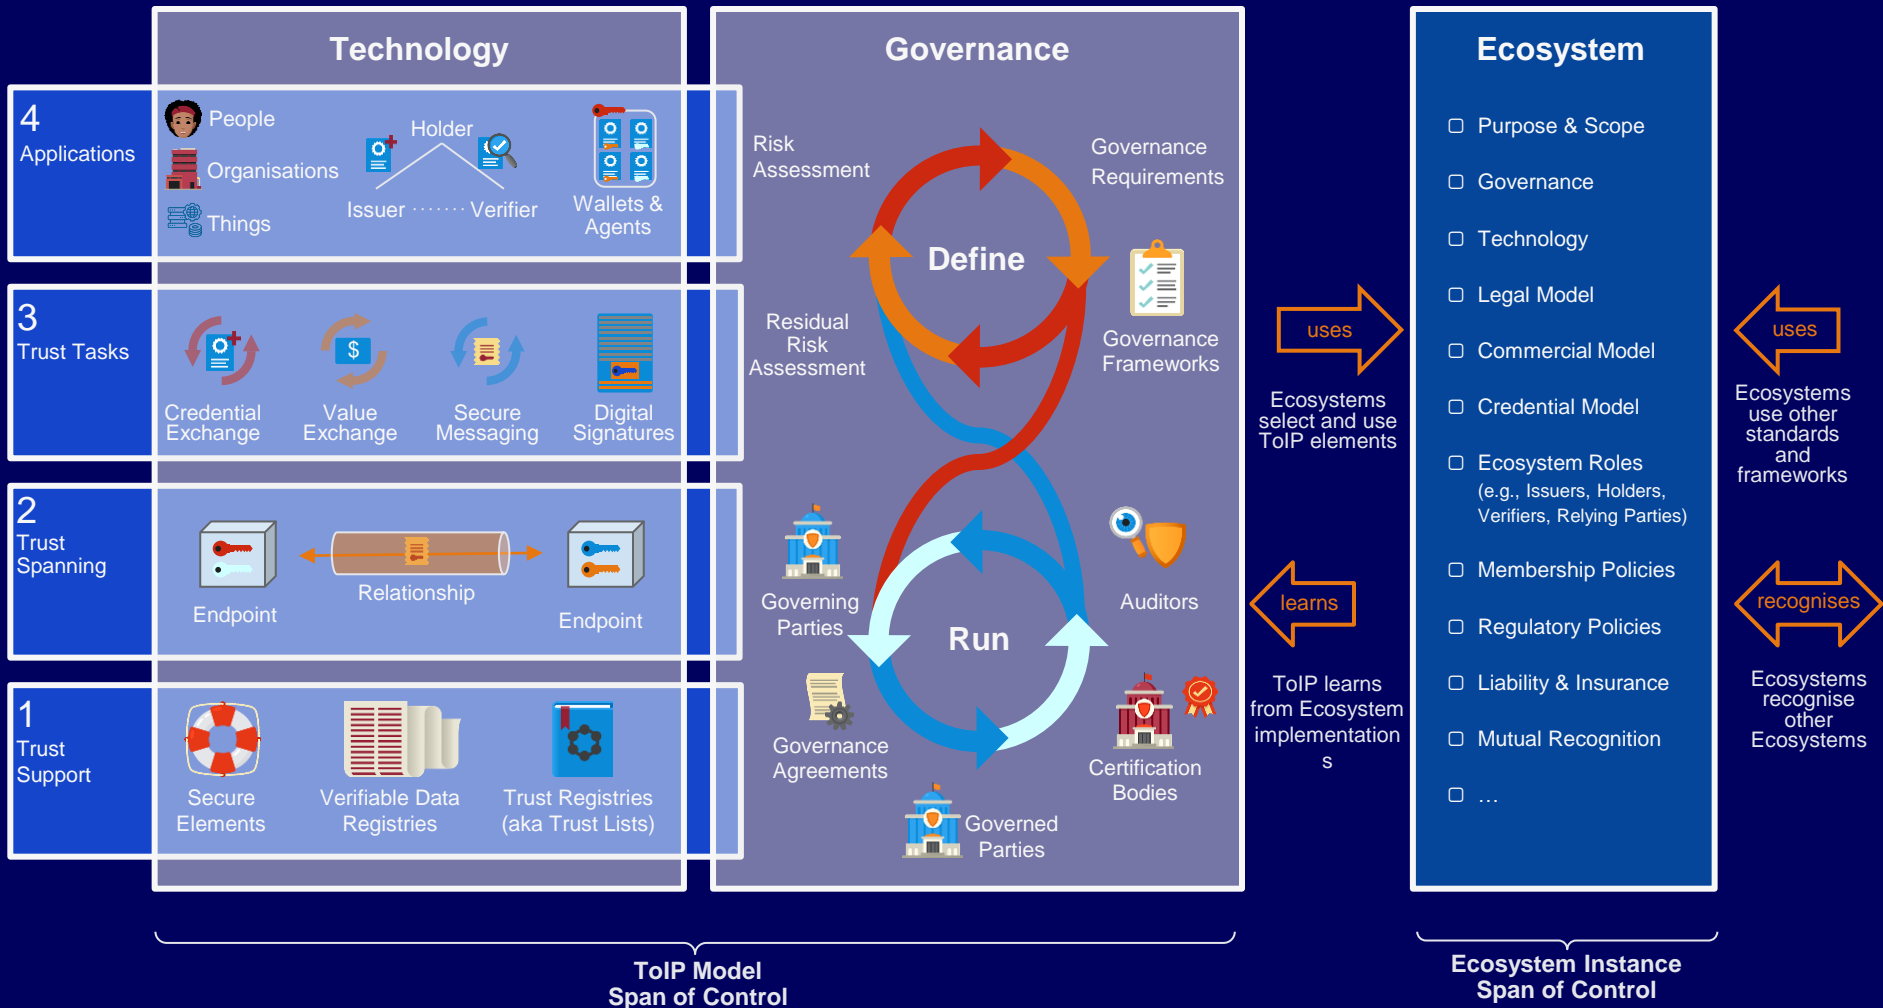 Technology
Governance
Ecosystem
4
Applications
People
Organisations
Things
Holder
Issuer ······· Verifier
Wallets &
Agents
3
Trust Tasks
Credential
Exchange
$
Value
Exchange
Secure
Messaging
Digital
Signatures
2
Trust
Spanning
Endpoint
Relationship
Endpoint
1
Trust
Support
Secure
Elements
Verifiable Data
Registries
Trust Registries
(aka Trust Lists)
Risk
Assessment
Governance
Requirements
Define
Residual
Risk
Assessment
Governance
Frameworks
Governing
Parties
Auditors
Run
Governance
Agreements
Certification
Bodies
Governed
Parties
uses
Ecosystems
select and use
ToIP elements
learns
ToIP learns
from Ecosystem
implementation
s
Purpose & Scope
Governance
Technology
Legal Model
Commercial Model
Credential Model
Ecosystem Roles
(e.g., Issuers, Holders,
Verifiers, Relying Parties)
Membership Policies
Regulatory Policies
Liability & Insurance
Mutual Recognition
…
uses
Ecosystems
use other
standards
and
frameworks
recognises
Ecosystems
recognise
other
Ecosystems
ToIP Model
Span of Control
Ecosystem Instance
Span of Control